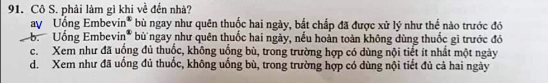 91. Cô S. phải làm gì khi về đến nhà?
a. Uống Embevin® bù ngay như quên thuốc hai ngày, bất chấp đã được xử lý như thế nào trước đó
b. Uống Embevin® bù ngay như quên thuốc hai ngày, nếu hoàn toàn không dùng thuốc gì trước đó
c. Xem như đã uống đủ thuốc, không uống bù, trong trường hợp có dùng nội tiết ít nhất một ngày
d. Xem như đã uống đủ thuốc, không uống bù, trong trường hợp có dùng nội tiết đủ cả hai ngày